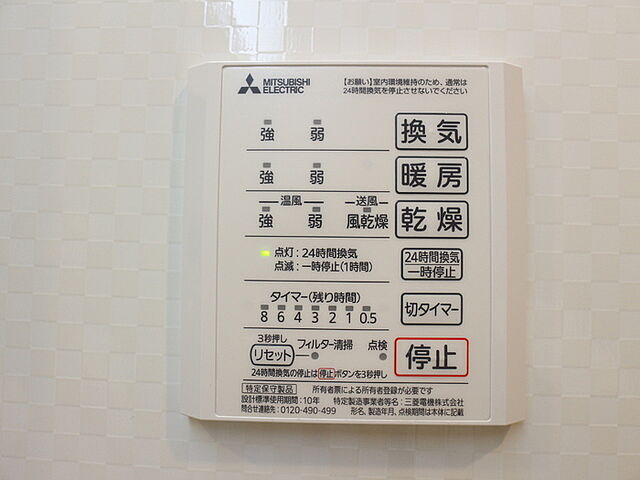 MITSUBISHI ELECTRIC
【お願い】室内環境維持のため、通常は
24時間換気を停止させないでください
強 弱 換気
強 弱 暖房
温風 送風
強 弱 風乾燥 乾燥
点灯：24時間換気
点滅：一時停止(1時間)
24時間換気
一時停止
タイマー(残り時間)
8 6 4 3 2 1 0.5
切タイマー
3秒押し
リセット フィルター清掃 点検
停止
24時間換気の停止は停止ボタンを3秒押し
特定保守製品 所有者票による所有者登録が必要です
設計標準使用期間：10年 特定製造事業者等名：三菱電機株式会社
問合せ連絡先：0120-490-499 形名、製造年月、点検期間は本体に記載